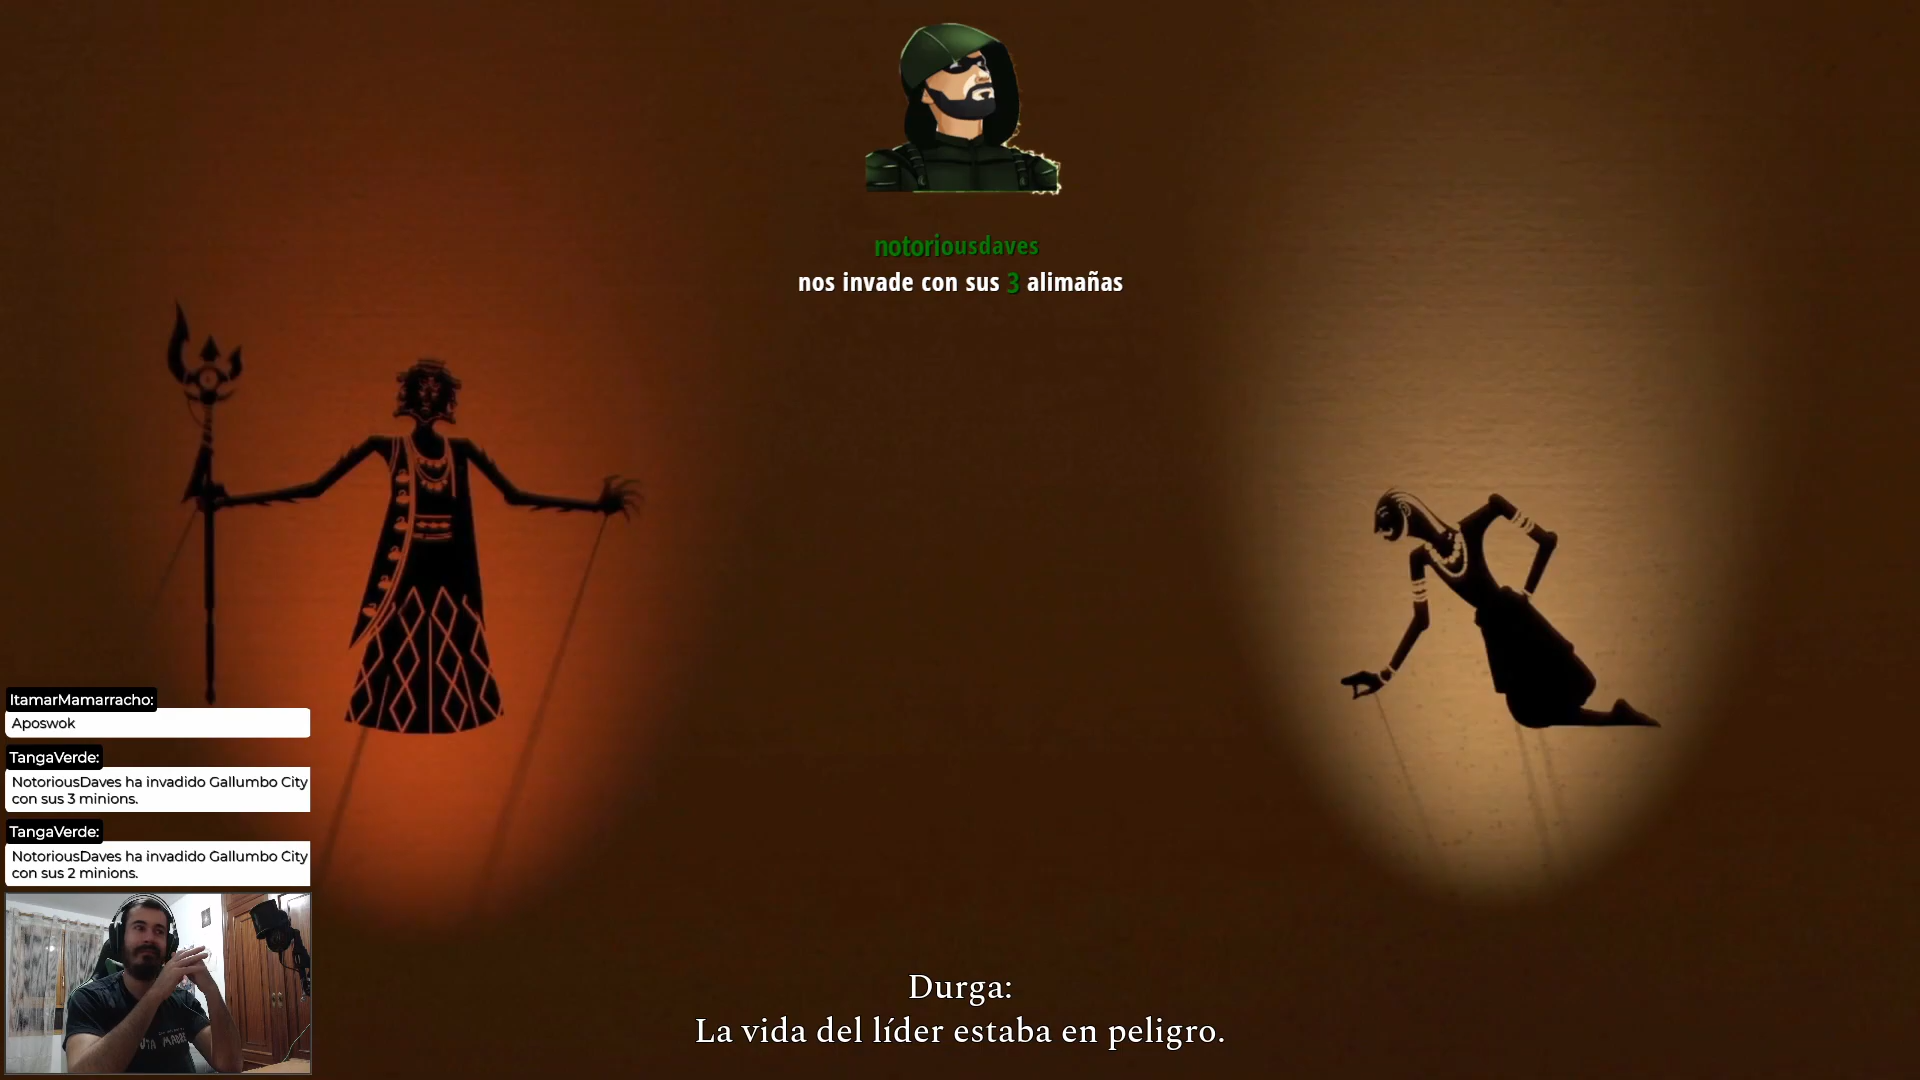 notoriousdaves
nos invade con sus 3 alimañas
ItamarMamarracho:
Aposwok
TangaVerde:
NotoriousDaves ha invadido Gallumbo City
con sus 3 minions.
TangaVerde:
NotoriousDaves ha invadido Gallumbo City
con sus 2 minions.
Durga:
La vida del líder estaba en peligro.